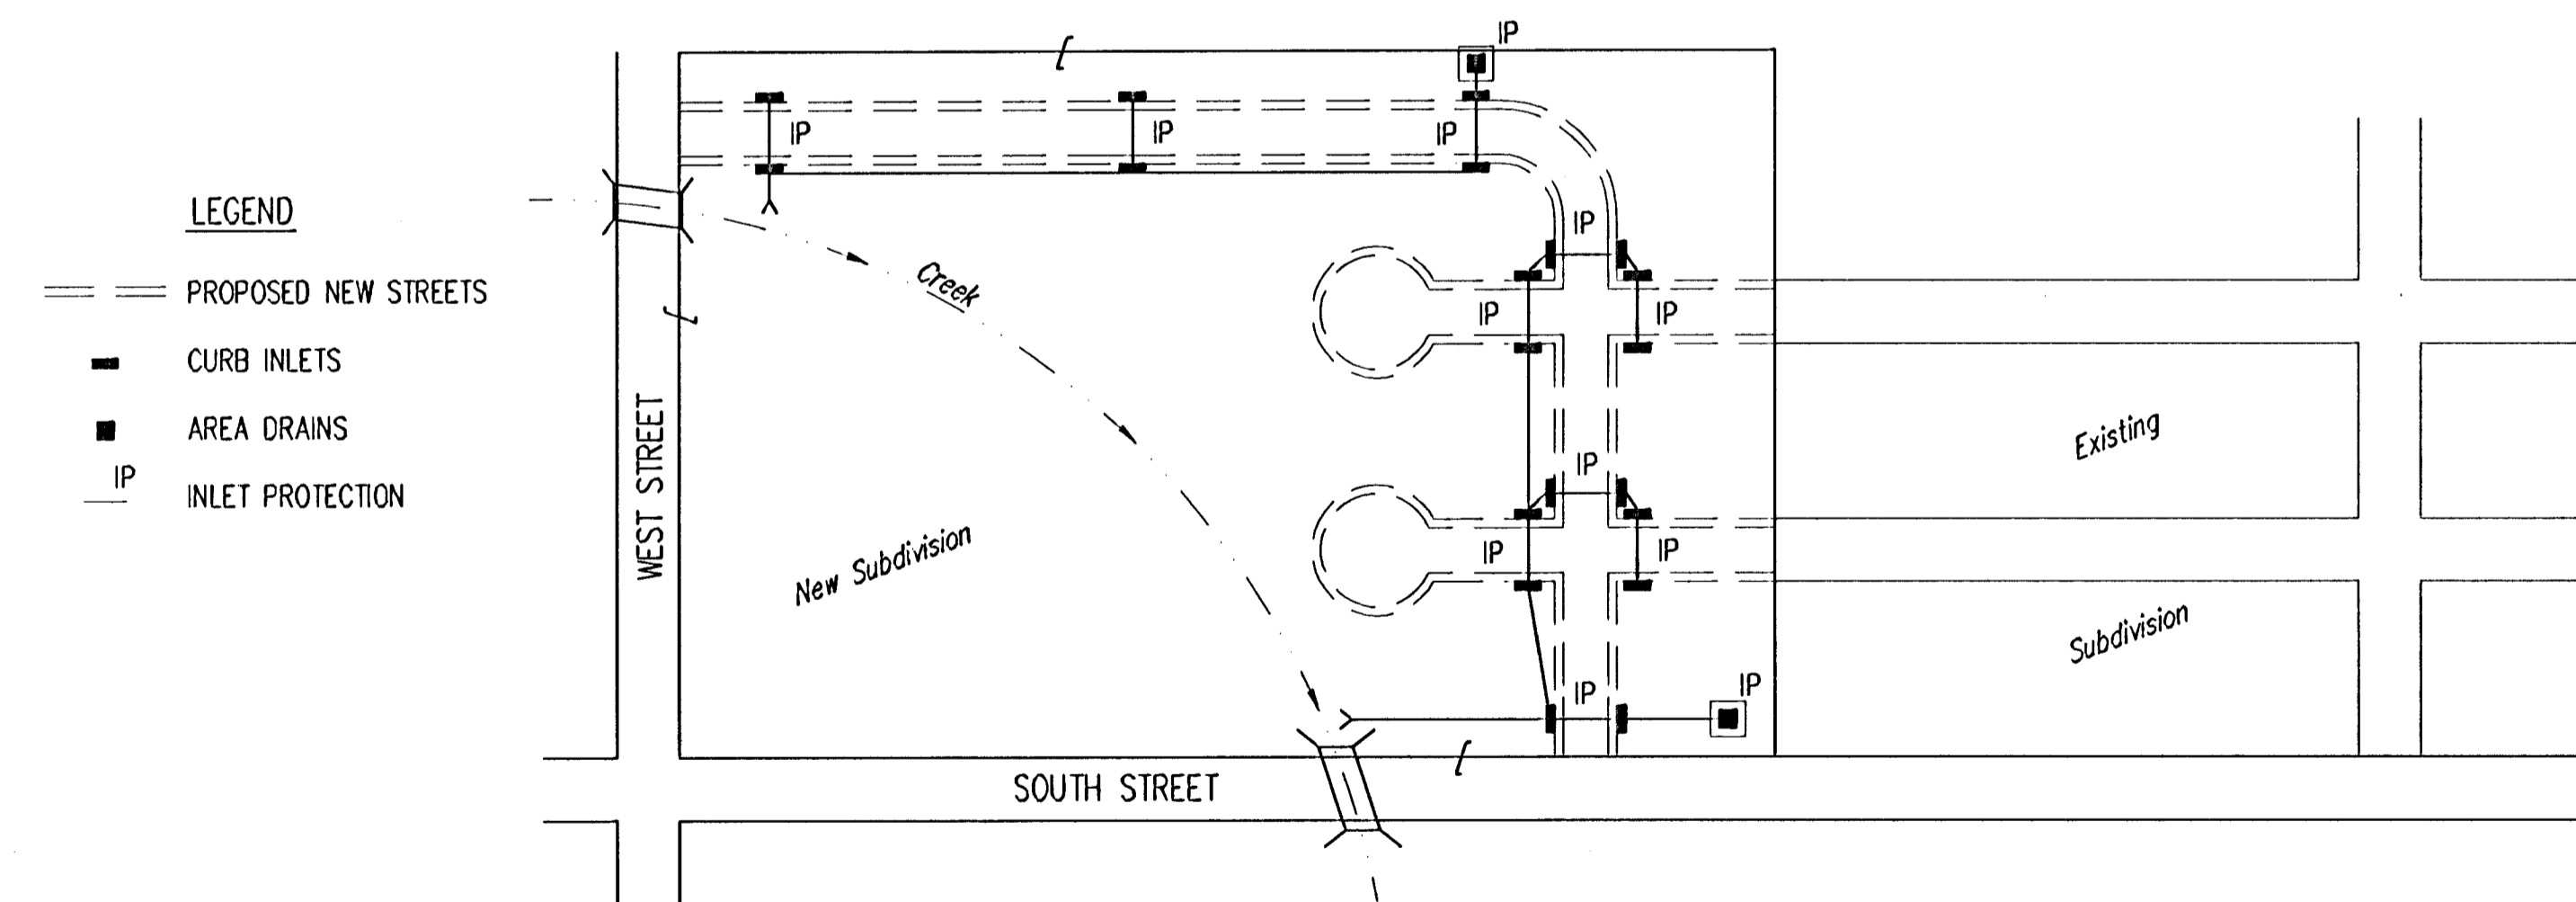 LEGEND
PROPOSED NEW STREETS
CURB INLETS
AREA DRAINS
IP
INLET PROTECTION
WEST STREET
IP
IP
IP
IP
Creek
IP
IP
IP
New Subdivision
IP
IP
IP
IP
IP
SOUTH STREET
Existing
Subdivision